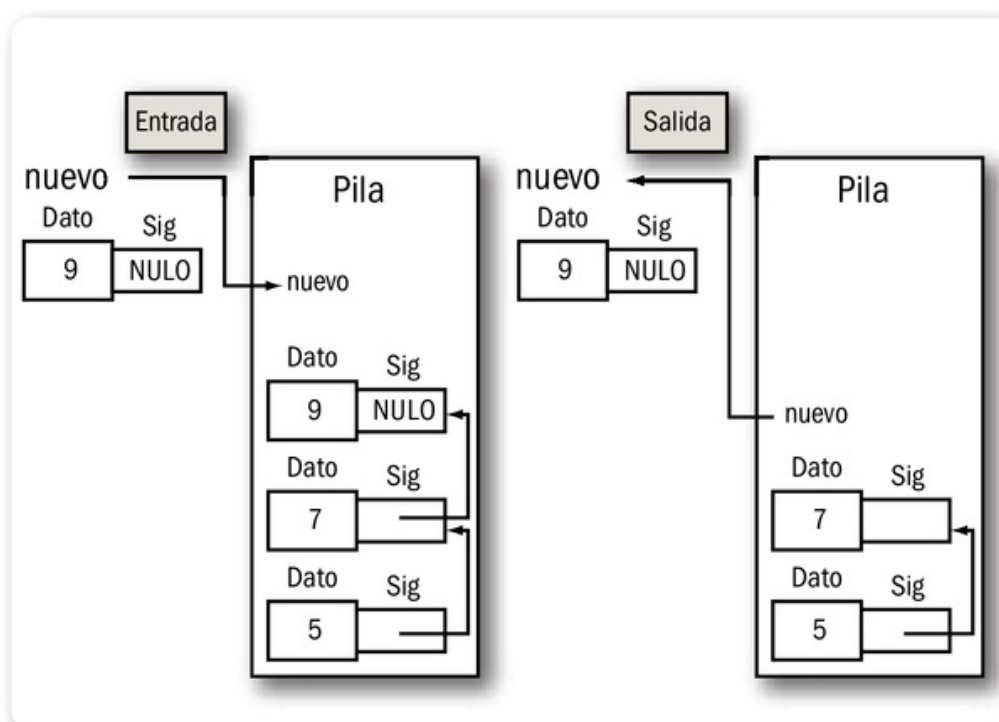 Entrada
nuevo
Pila
Dato Sig
9 NULO
nuevo
Dato Sig
9 NULO
Dato Sig
7
Dato Sig
5
Salida
nuevo
Pila
Dato Sig
9 NULO
nuevo
Dato Sig
7
Dato Sig
5